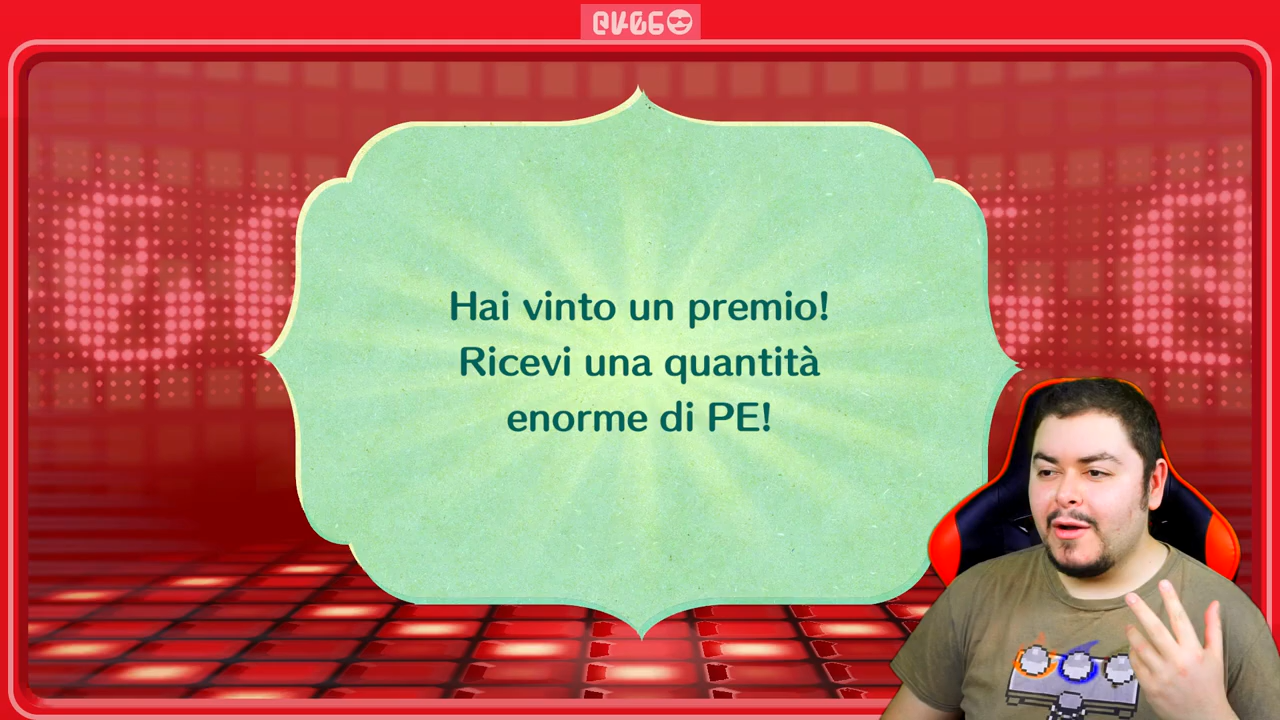 Hai vinto un premio!
Ricevi una quantità
enorme di PE!